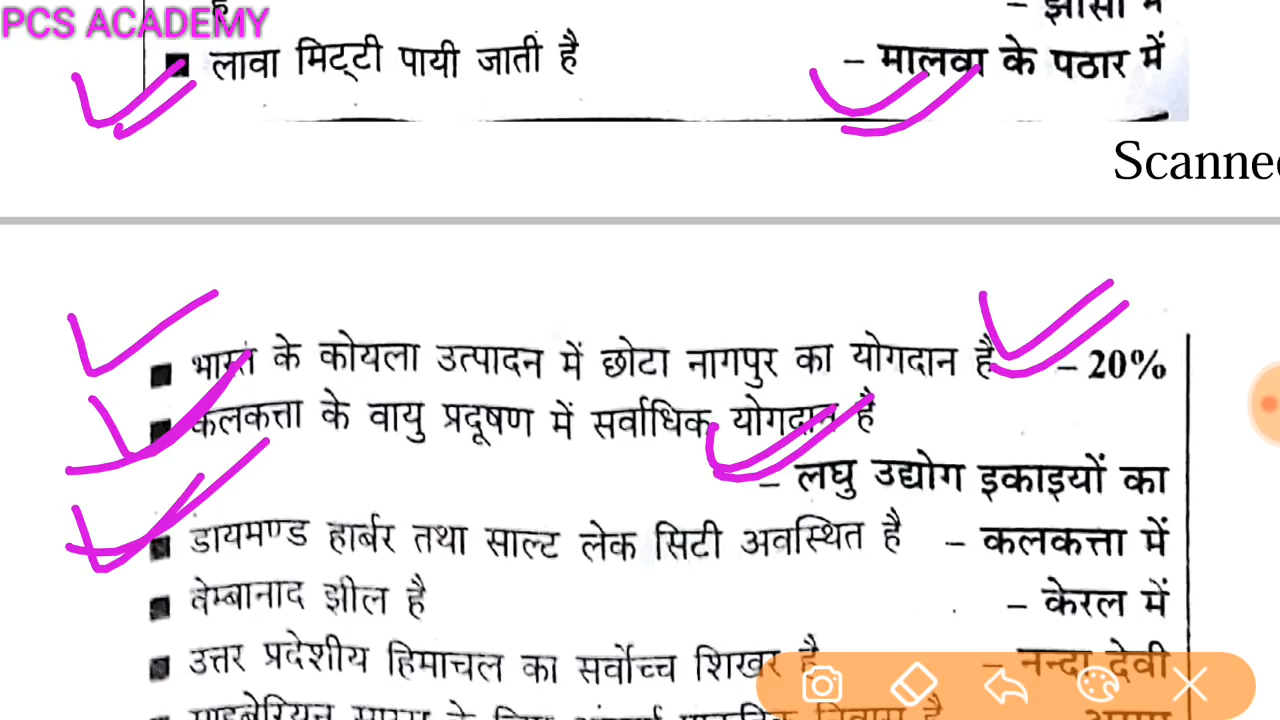 PCS ACADEMY
है
– झाँसी में
■ लावा मिट्टी पायी जाती है – मालवा के पठार में
Scanne
■ भारत के कोयला उत्पादन में छोटा नागपुर का योगदान है – 20%
■ कलकत्ता के वायु प्रदूषण में सर्वाधिक योगदान है
– लघु उद्योग इकाइयों का
■ डायमण्ड हार्बर तथा साल्ट लेक सिटी अवस्थित है – कलकत्ता में
■ वेम्बानाद झील है – केरल में
■ उत्तर प्रदेशीय हिमाचल का सर्वोच्च शिखर है – नन्दा देवी